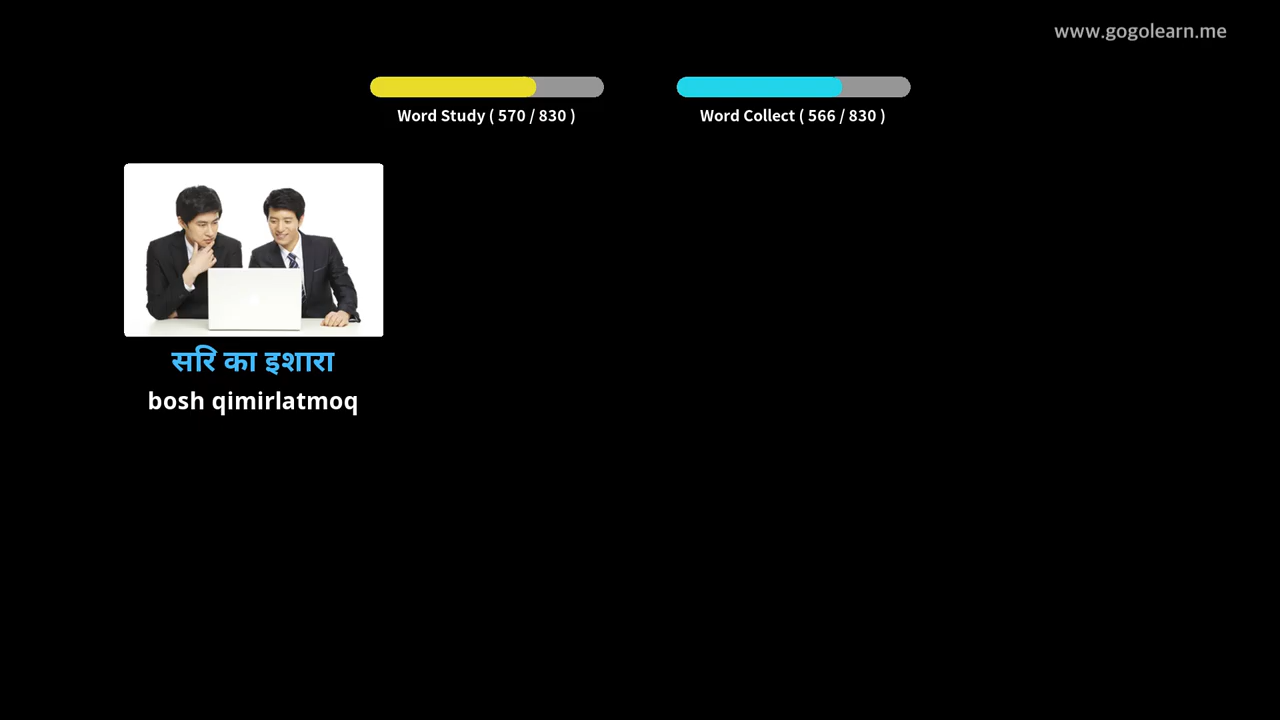 www.gogolearn.me
Word Study ( 570 / 830 )
Word Collect ( 566 / 830 )
सरि का इशारा
bosh qimirlatmoq